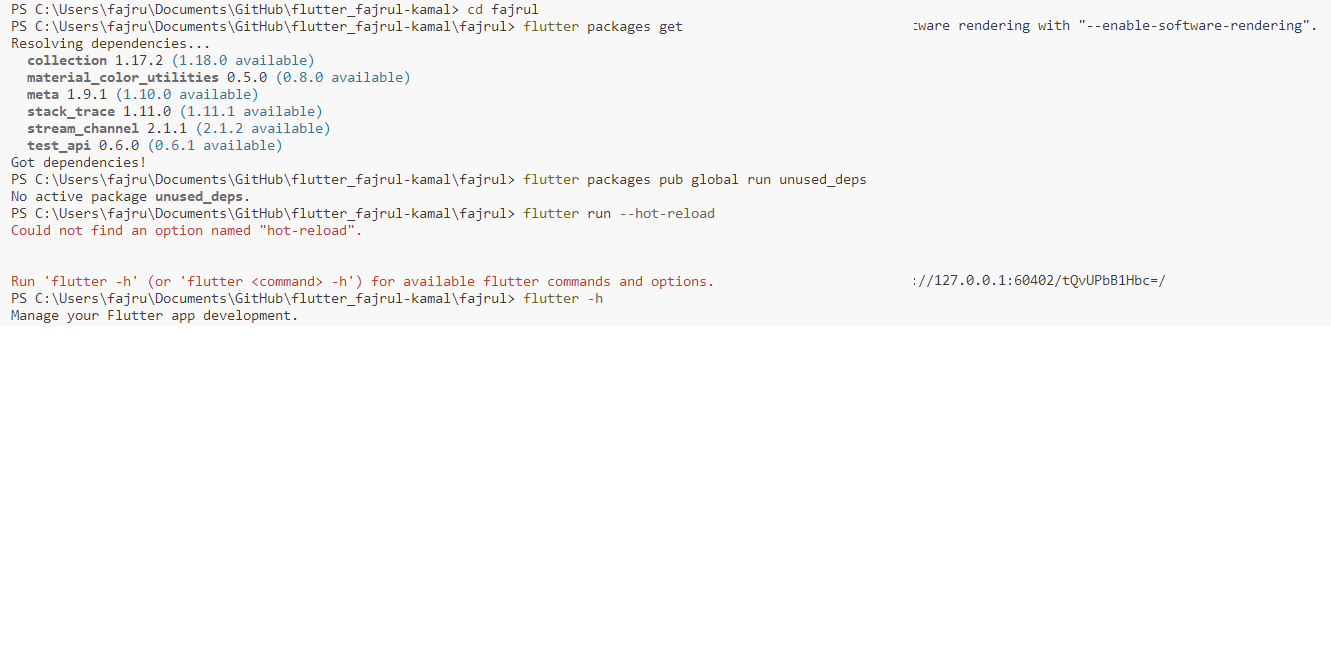 PS C:\Users\fajru\Documents\GitHub\flutter_fajrul-kamal> cd fajrul
PS C:\Users\fajru\Documents\GitHub\flutter_fajrul-kamal\fajrul> flutter packages get
ware rendering with "--enable-software-rendering".
Resolving dependencies...
collection 1.17.2 (1.18.0 available)
material_color_utilities 0.5.0 (0.8.0 available)
meta 1.9.1 (1.10.0 available)
stack_trace 1.11.0 (1.11.1 available)
stream_channel 2.1.1 (2.1.2 available)
test_api 0.6.0 (0.6.1 available)
Got dependencies!
PS C:\Users\fajru\Documents\GitHub\flutter_fajrul-kamal\fajrul> flutter packages pub global run unused_deps
No active package unused_deps.
PS C:\Users\fajru\Documents\GitHub\flutter_fajrul-kamal\fajrul> flutter run --hot-reload
Could not find an option named "hot-reload".
Run 'flutter -h' (or 'flutter <command> -h') for available flutter commands and options.
://127.0.0.1:60402/tQvUPbB1Hbc=/
PS C:\Users\fajru\Documents\GitHub\flutter_fajrul-kamal\fajrul> flutter -h
Manage your Flutter app development.